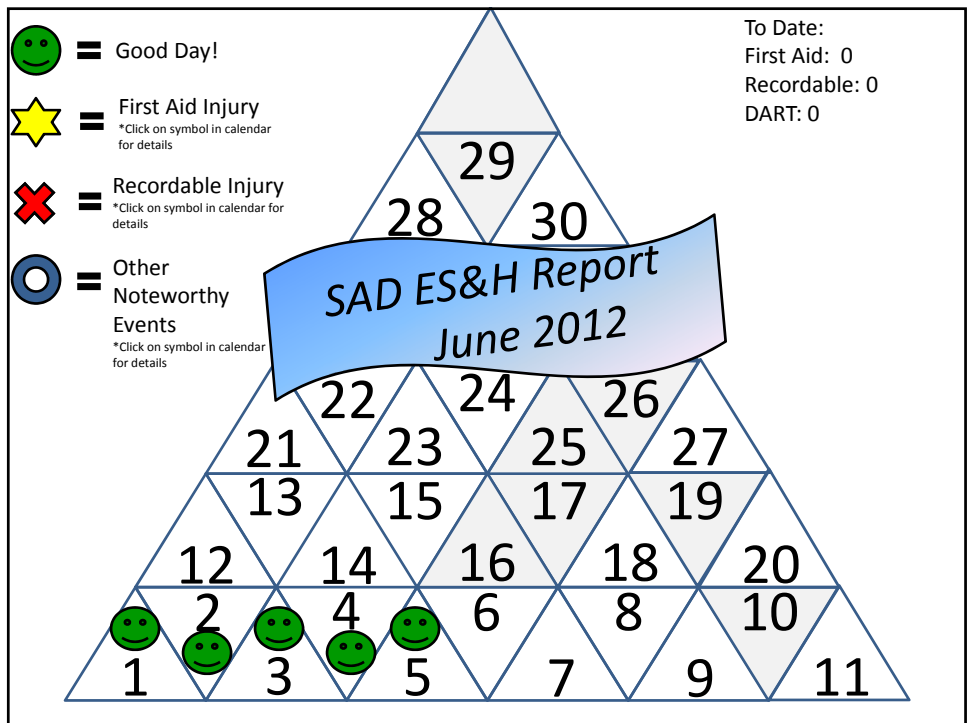 = Good Day!
= First Aid Injury
*Click on symbol in calendar
for details
= Recordable Injury
*Click on symbol in calendar for
details
= Other
Noteworthy
Events
*Click on symbol in calendar
for details
To Date:
First Aid: 0
Recordable: 0
DART: 0
29
28 30
SAD ES&H Report
June 2012
22 24 26
21 23 25 27
13 15 17 19
12 14 16 18 20
2 4 6 8 10
1 3 5 7 9 11